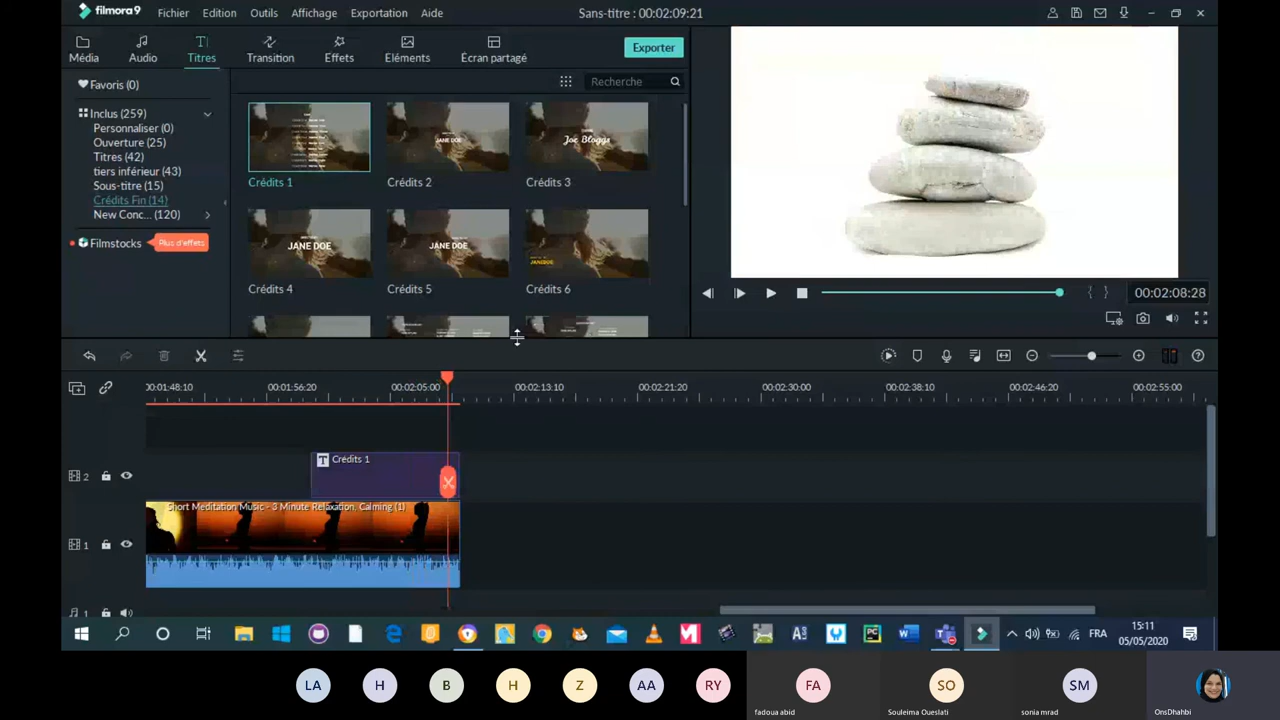 filmora9 Fichier Edition Outils Affichage Exportation Aide Sans-titre : 00:02:09:21
Média Audio Titres Transition Effets Eléments Écran partagé Exporter
Favoris (0)
Recherche
Inclus (259)
Personnaliser (0)
Ouverture (25)
Titres (42)
tiers inférieur (43)
Sous-titre (15)
Crédits Fin (14)
New Conc... (120)
Filmstocks Plus d'effets
JANE DOE
Joe Bloggs
Crédits 1 Crédits 2 Crédits 3
JANE DOE JANE DOE JANE DOE
Crédits 4 Crédits 5 Crédits 6
00:02:08:28
00:01:48:10 00:01:56:20 00:02:05:00 00:02:13:10 00:02:21:20 00:02:30:00 00:02:38:10 00:02:46:20 00:02:55:00
2
T Crédits 1
Short Meditation Music - 3 Minute Relaxation, Calming (1)
1
1
FRA
15:11
05/05/2020
LA H B H Z AA RY FA SO SM
fadoua abid Souleima Oueslati sonia mrad OnsDhahbi